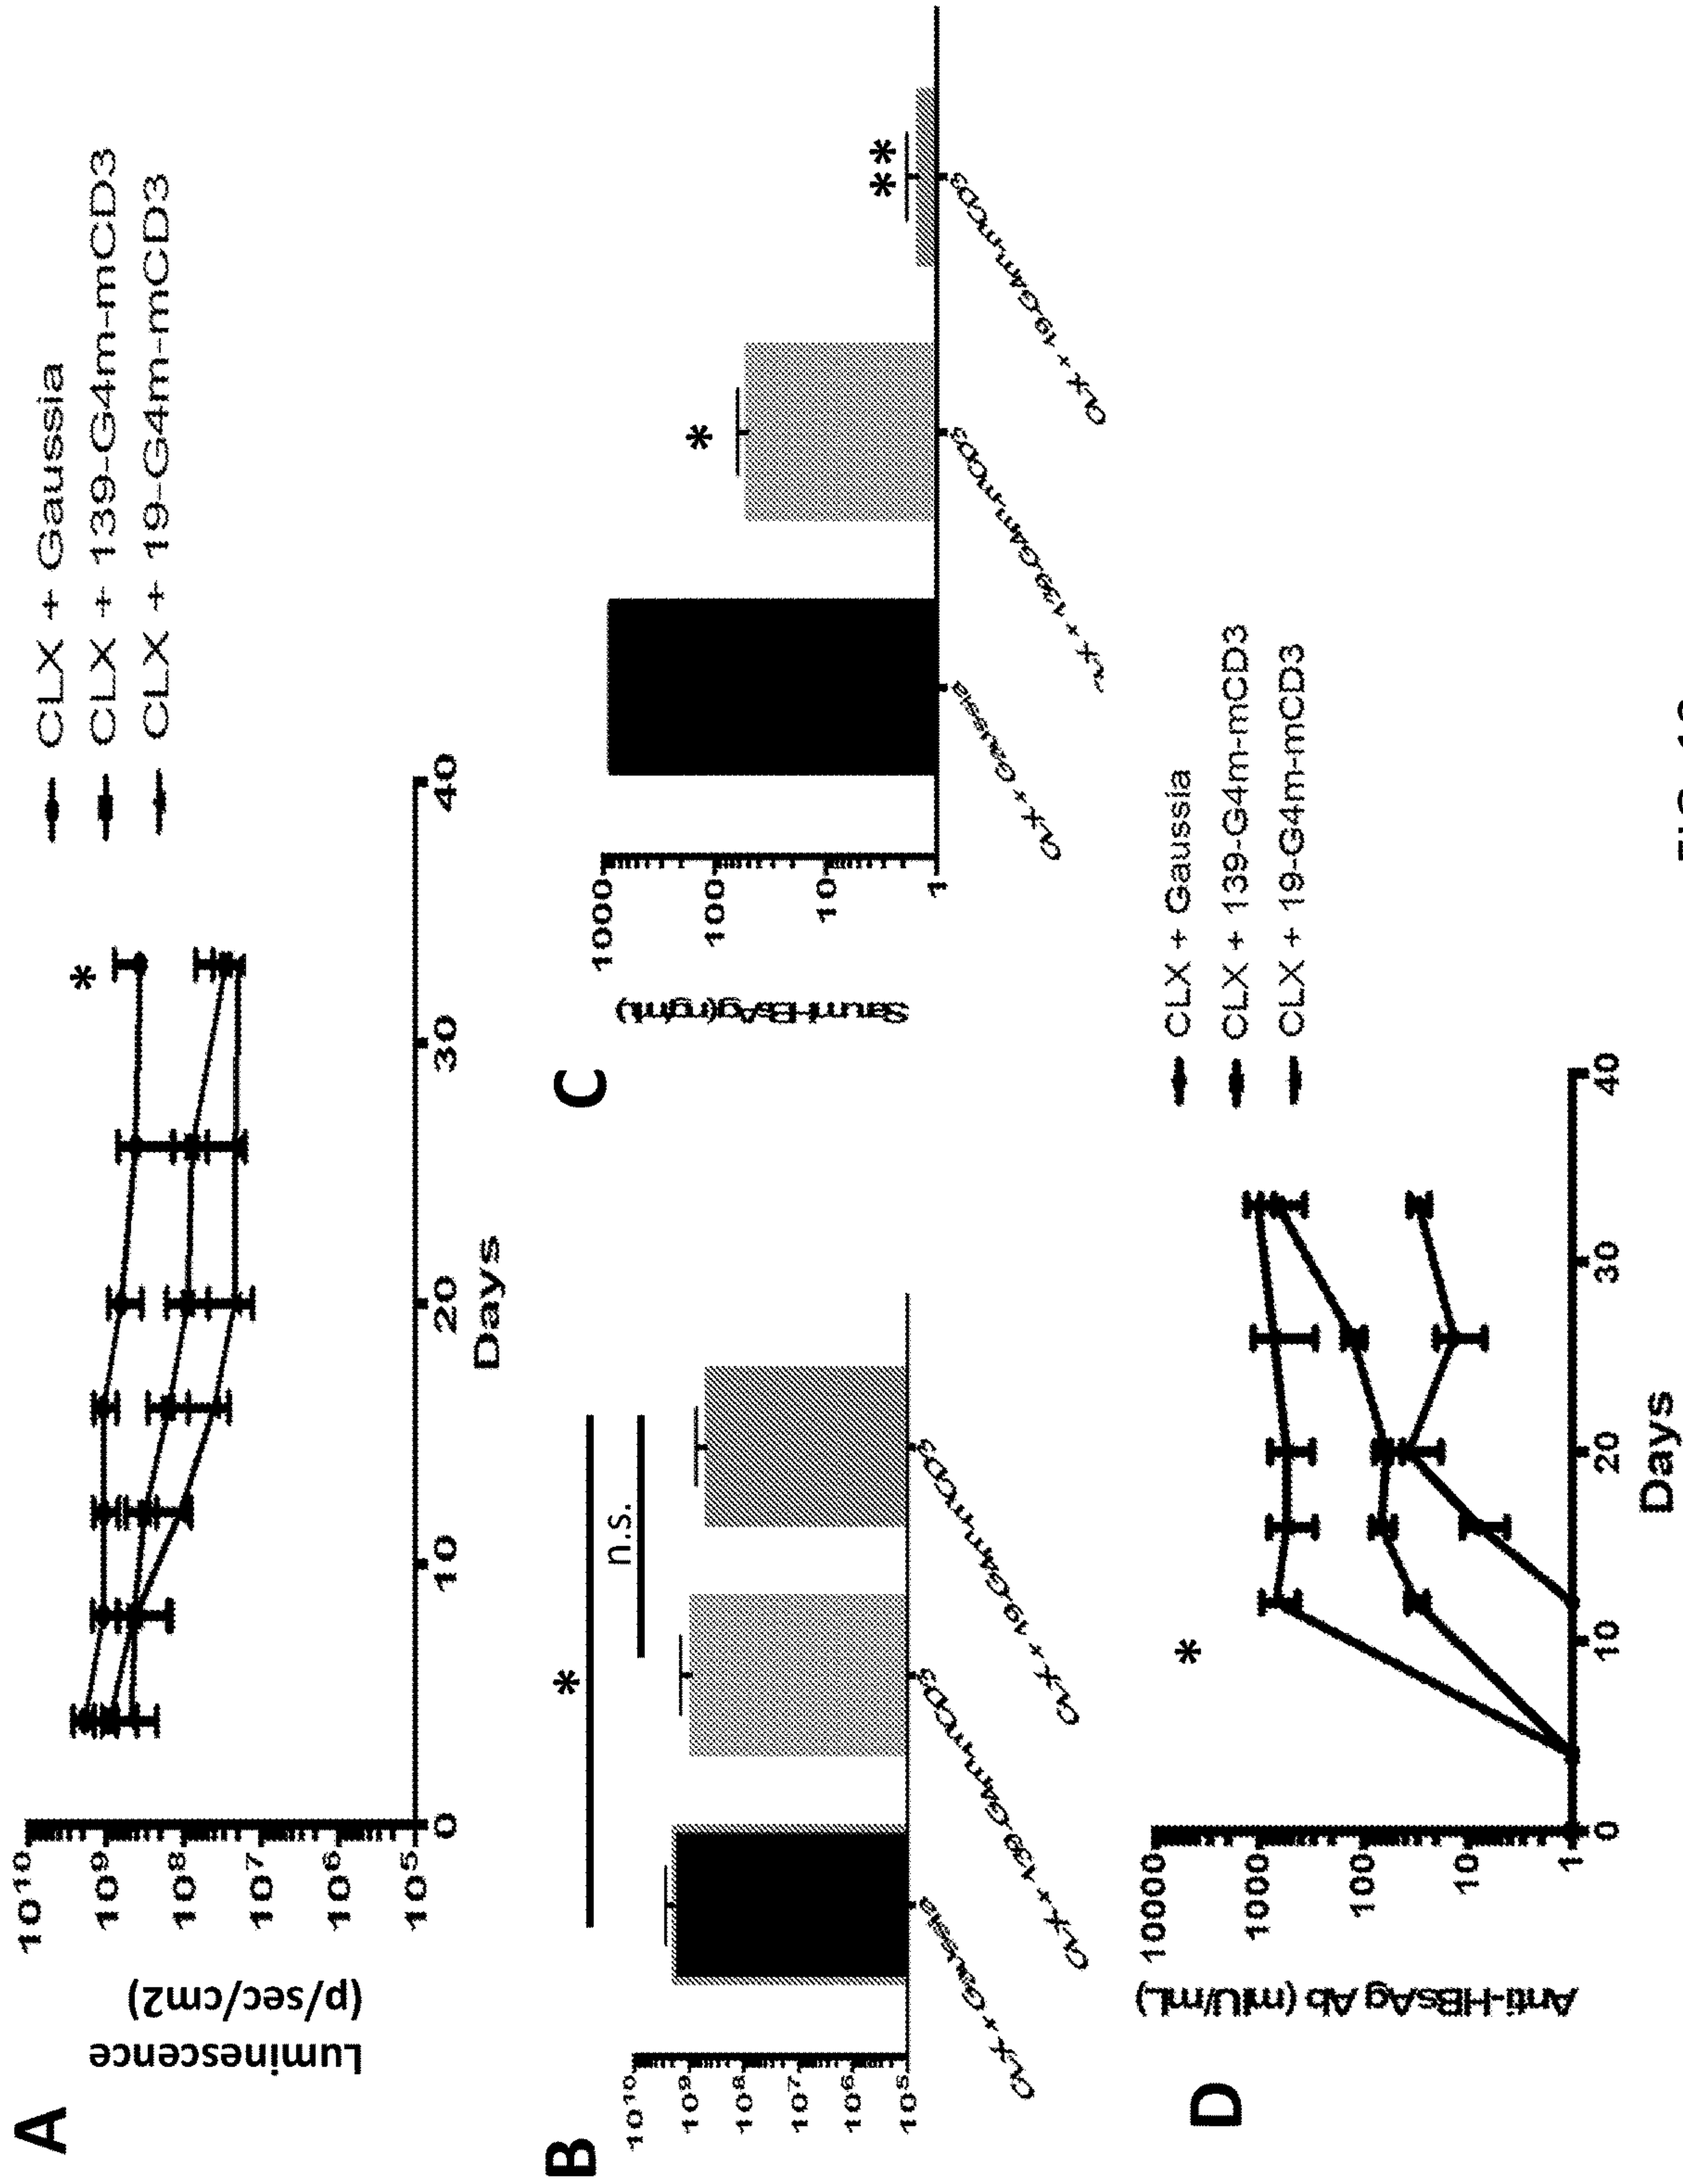 A
Luminescence
(p/sec/cm2)
10¹⁰
10⁹
10⁸
10⁷
10⁶
10⁵
0 10 20 30 40
Days
*
CLX + Gaussia
CLX + 139-G4m-mCD3
CLX + 19-G4m-mCD3
B
10¹⁰
10⁹
10⁸
10⁷
10⁶
10⁵
*
n.s.
CLX + Gaussia
CLX + 139-G4m-mCD3
CLX + 19-G4m-mCD3
C
Serum HBsAg (ng/mL)
1000
100
10
1
*
**
CLX + Gaussia
CLX + 139-G4m-mCD3
CLX + 19-G4m-mCD3
D
Anti-HBsAg Ab (mIU/mL)
10000
1000
100
10
1
0 10 20 30 40
Days
*
CLX + Gaussia
CLX + 139-G4m-mCD3
CLX + 19-G4m-mCD3